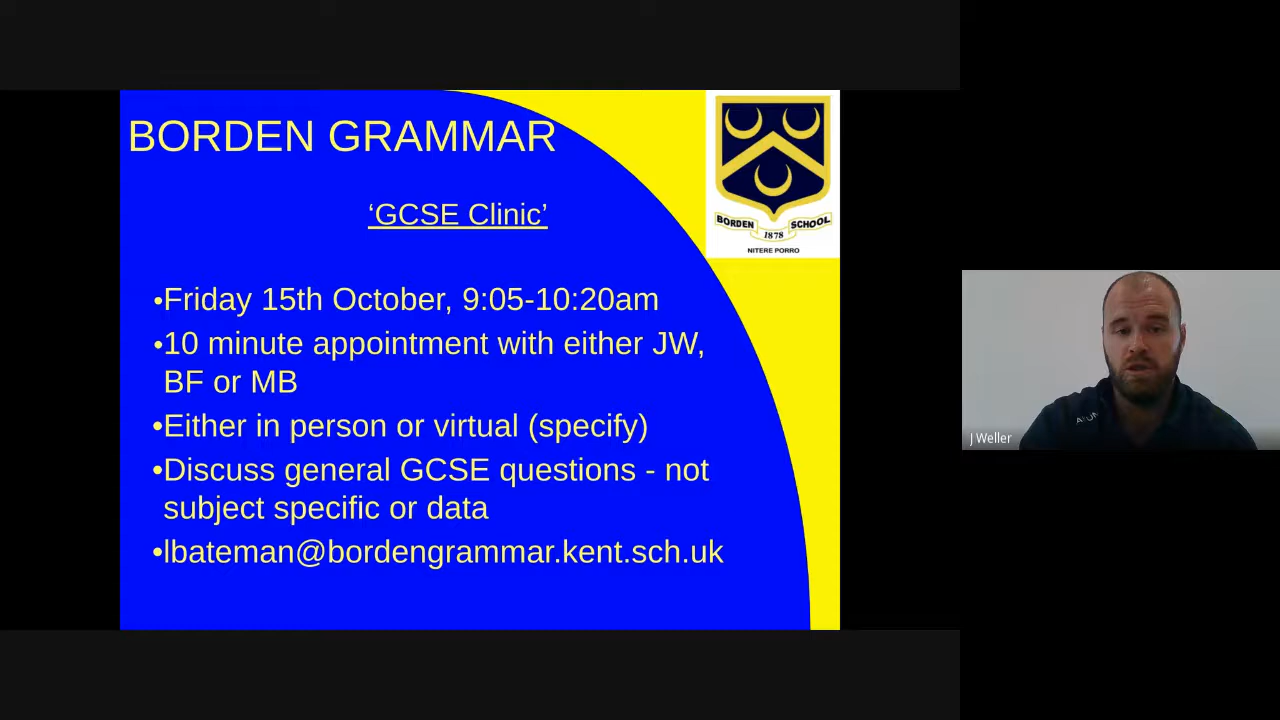 BORDEN GRAMMAR
‘GCSE Clinic’
•Friday 15th October, 9:05-10:20am
•10 minute appointment with either JW,
BF or MB
•Either in person or virtual (specify)
•Discuss general GCSE questions - not
subject specific or data
•lbateman@bordengrammar.kent.sch.uk
BORDEN SCHOOL
1878
NITERE PORRO
J Weller